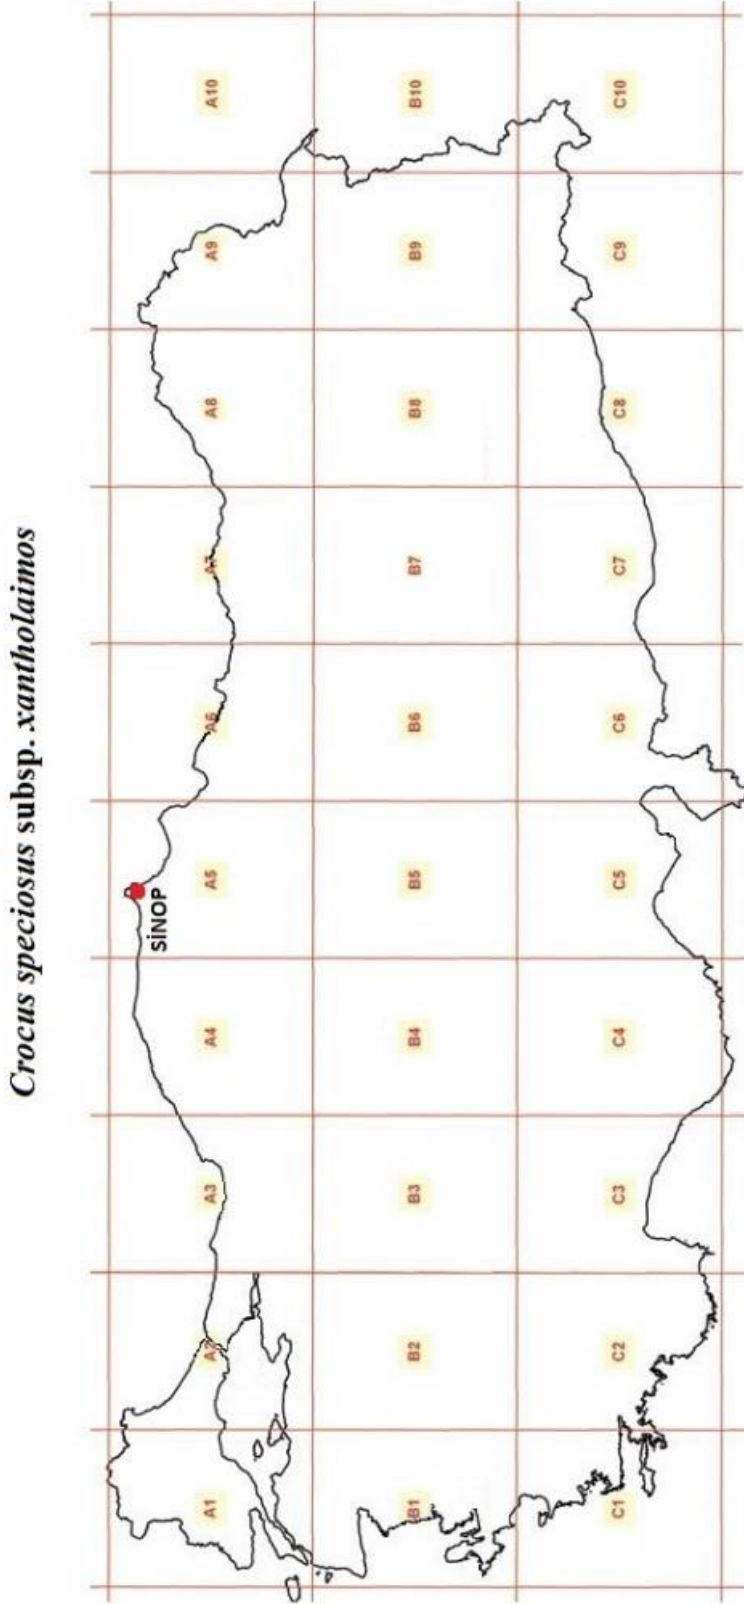 Crocus speciosus subsp. xantholaimos
A1 A2 A3 A4 A5 A6 A7 A8 A9 A10
SİNOP
B1 B2 B3 B4 B5 B6 B7 B8 B9 B10
C1 C2 C3 C4 C5 C6 C7 C8 C9 C10